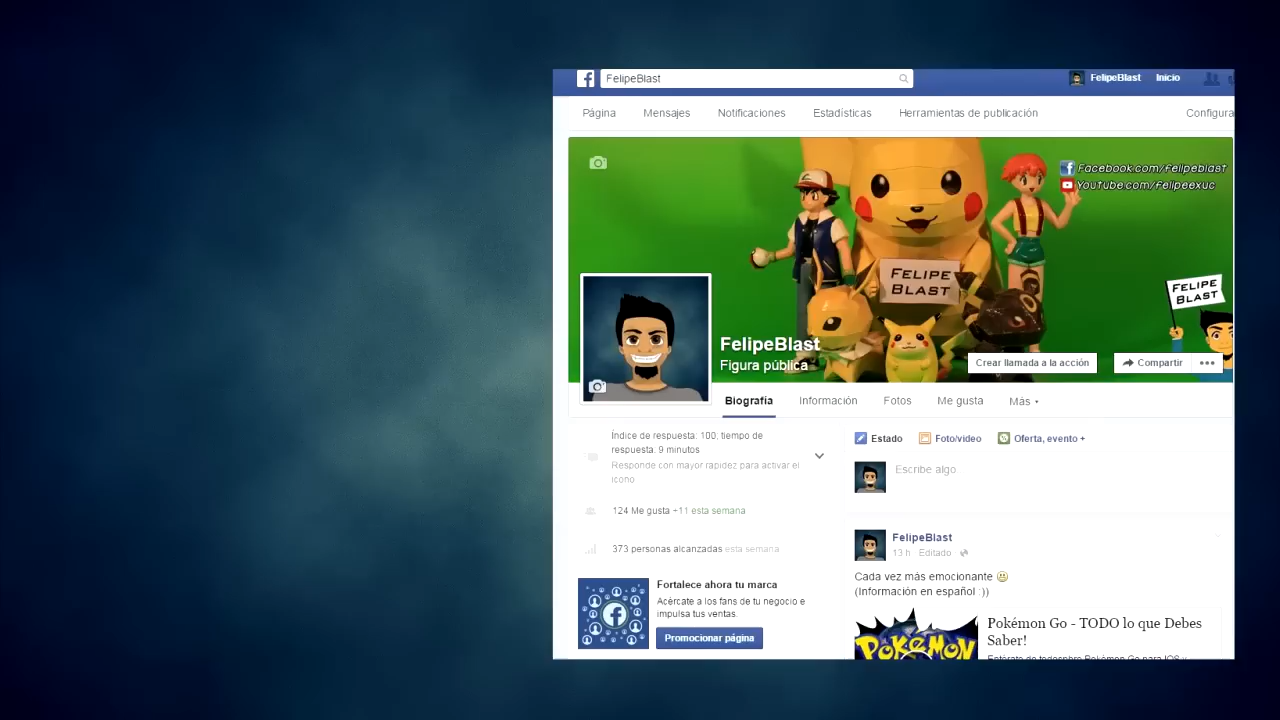 FelipeBlast
FelipeBlast Inicio
Página Mensajes Notificaciones Estadísticas Herramientas de publicación Configura
Facebook.com/felipeblast
Youtube.com/felipeexuc
FELIPE
BLAST
FELIPE
BLAST
FelipeBlast
Figura pública
Crear llamada a la acción Compartir
Biografía Información Fotos Me gusta Más
Índice de respuesta: 100, tiempo de
respuesta: 9 minutos
Responde con mayor rapidez para activar el
icono
124 Me gusta +11 esta semana
373 personas alcanzadas esta semana
Fortalece ahora tu marca
Acércate a los fans de tu negocio e
impulsa tus ventas.
Promocionar página
Estado Foto/video Oferta, evento +
Escribe algo
FelipeBlast
13 h · Editado ·
Cada vez más emocionante
(Información en español :))
POKéMON
Pokémon Go - TODO lo que Debes
Saber!